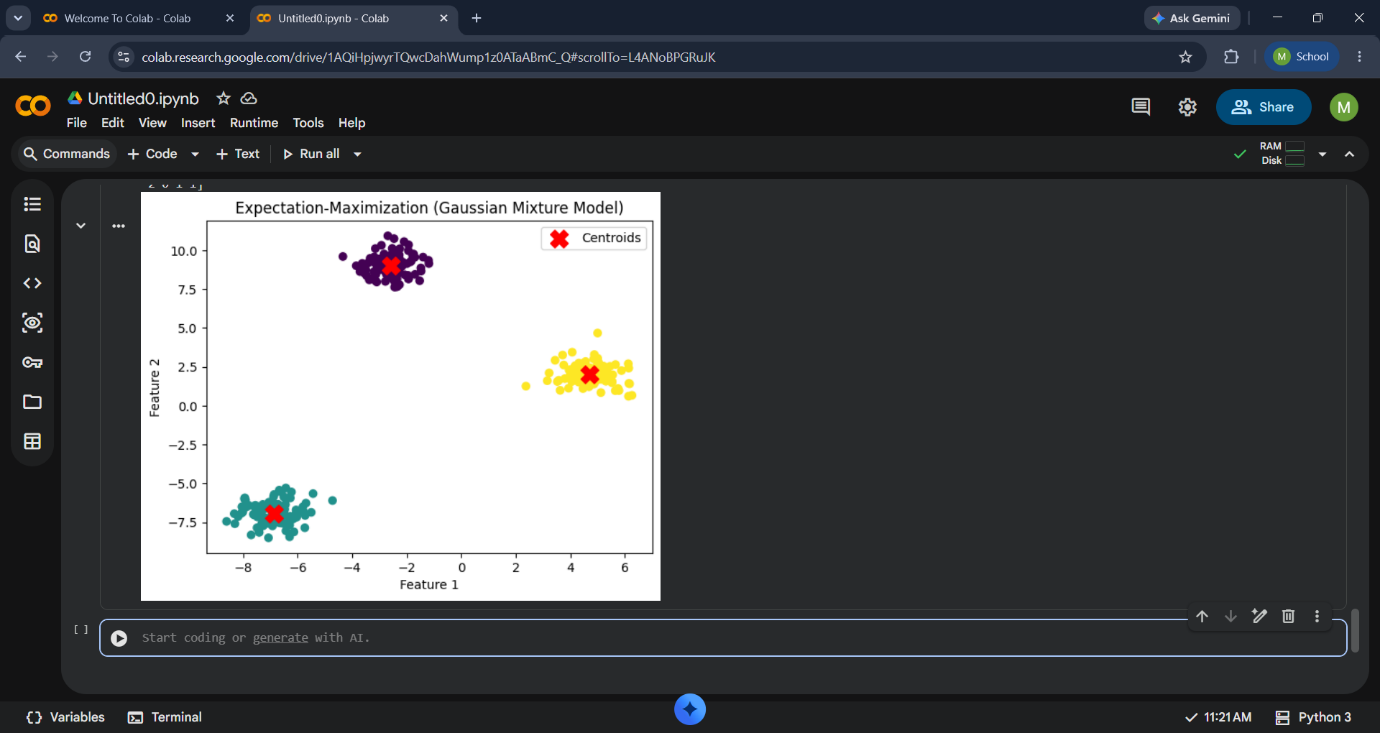 Welcome To Colab - Colab
Untitled0.ipynb - Colab
Ask Gemini
colab.research.google.com/drive/1AQiHpjwyrTQwcDahWump1z0ATaABmC_Q#scrollTo=L4ANoBPGRuJK
M School
Untitled0.ipynb
File Edit View Insert Runtime Tools Help
Share
M
Commands + Code + Text Run all
RAM
Disk
Expectation-Maximization (Gaussian Mixture Model)
Centroids
10.0
7.5
5.0
2.5
0.0
−2.5
−5.0
−7.5
Feature 2
−8 −6 −4 −2 0 2 4 6
Feature 1
[ ] Start coding or generate with AI.
{} Variables Terminal
11:21 AM Python 3